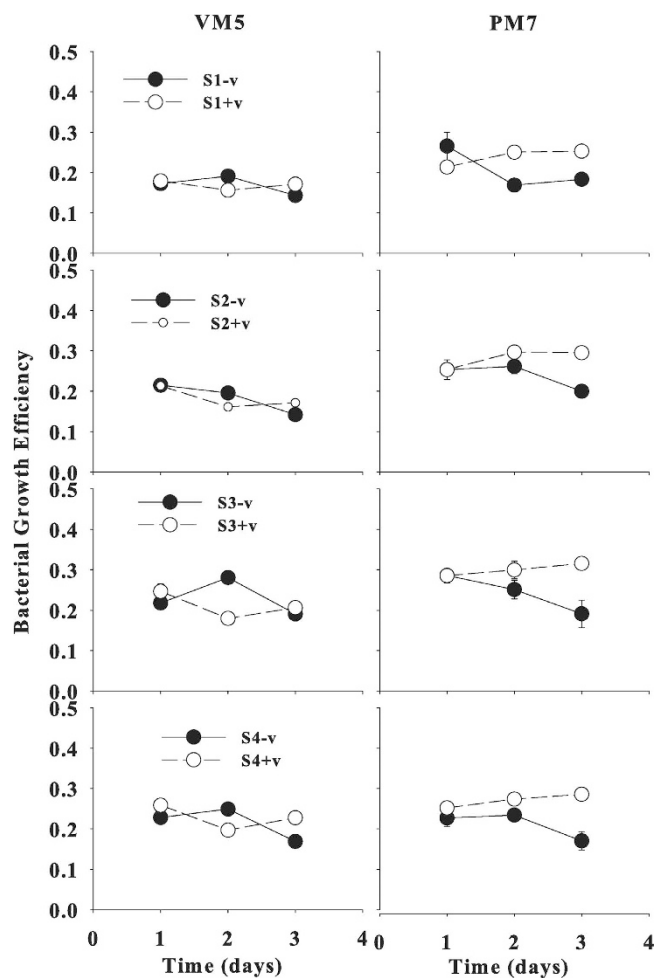 VM5 PM7
Bacterial Growth Efficiency
0.5
0.4
0.3
0.2
0.1
0.0
S1-v
S1+v
0.5
0.4
0.3
0.2
0.1
0.0
S2-v
S2+v
0.5
0.4
0.3
0.2
0.1
0.0
S3-v
S3+v
0.5
0.4
0.3
0.2
0.1
0.0
S4-v
S4+v
0 1 2 3 4 0 1 2 3 4
Time (days) Time (days)